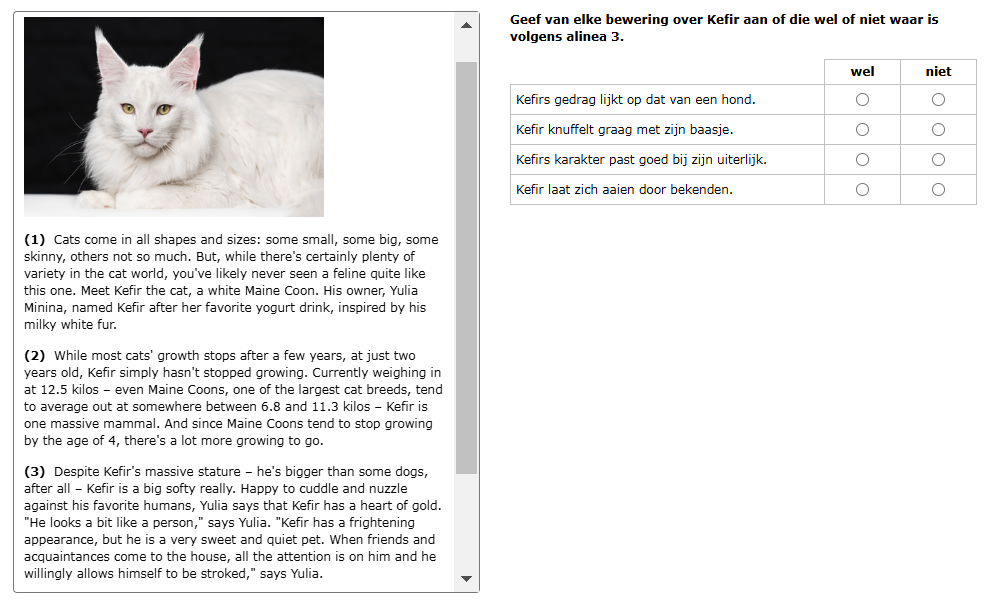 (1) Cats come in all shapes and sizes: some small, some big, some
skinny, others not so much. But, while there's certainly plenty of
variety in the cat world, you've likely never seen a feline quite like
this one. Meet Kefir the cat, a white Maine Coon. His owner, Yulia
Minina, named Kefir after her favorite yogurt drink, inspired by his
milky white fur.
(2) While most cats' growth stops after a few years, at just two
years old, Kefir simply hasn't stopped growing. Currently weighing in
at 12.5 kilos – even Maine Coons, one of the largest cat breeds, tend
to average out at somewhere between 6.8 and 11.3 kilos – Kefir is
one massive mammal. And since Maine Coons tend to stop growing
by the age of 4, there's a lot more growing to go.
(3) Despite Kefir's massive stature – he's bigger than some dogs,
after all – Kefir is a big softy really. Happy to cuddle and nuzzle
against his favorite humans, Yulia says that Kefir has a heart of gold.
"He looks a bit like a person," says Yulia. "Kefir has a frightening
appearance, but he is a very sweet and quiet pet. When friends and
acquaintances come to the house, all the attention is on him and he
willingly allows himself to be stroked," says Yulia.
Geef van elke bewering over Kefir aan of die wel of niet waar is
volgens alinea 3.
wel niet
Kefirs gedrag lijkt op dat van een hond.
Kefir knuffelt graag met zijn baasje.
Kefirs karakter past goed bij zijn uiterlijk.
Kefir laat zich aaien door bekenden.